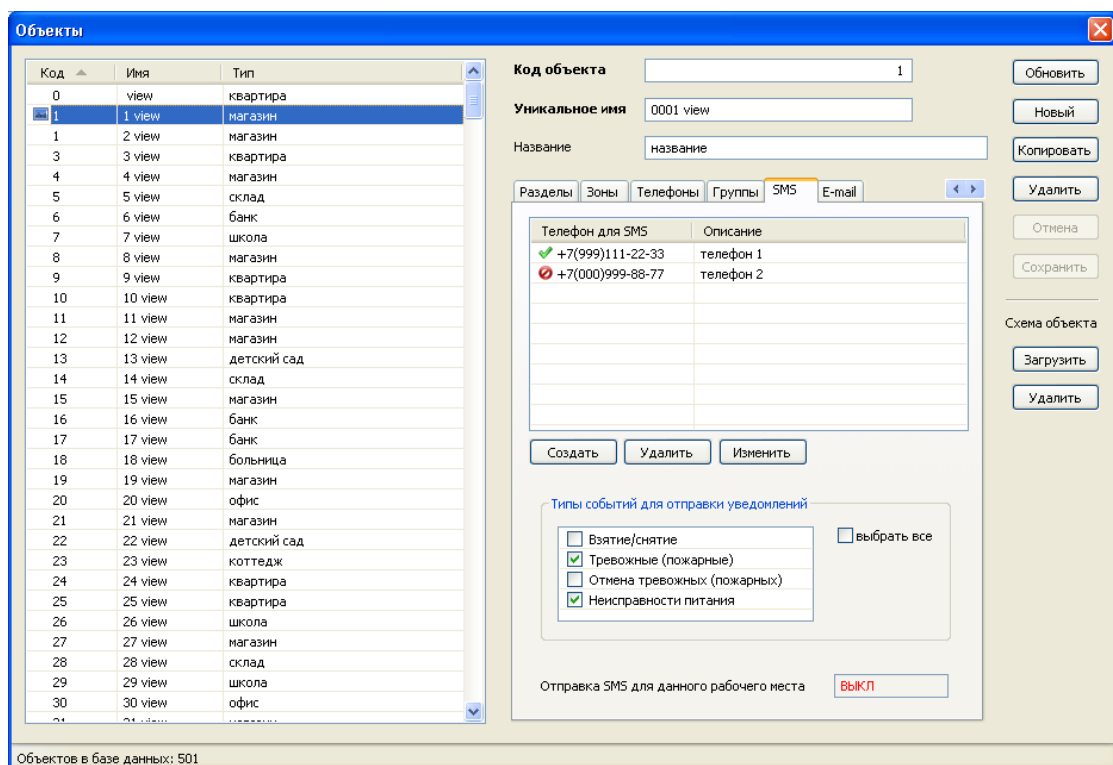 Объекты
Код Имя Тип
0 view квартира
1 1 view магазин
1 2 view магазин
3 3 view квартира
4 4 view магазин
5 5 view склад
6 6 view банк
7 7 view школа
8 8 view магазин
9 9 view квартира
10 10 view квартира
11 11 view магазин
12 12 view магазин
13 13 view детский сад
14 14 view склад
15 15 view магазин
16 16 view банк
17 17 view банк
18 18 view больница
19 19 view магазин
20 20 view офис
21 21 view магазин
22 22 view детский сад
23 23 view коттедж
24 24 view квартира
25 25 view квартира
26 26 view школа
27 27 view магазин
28 28 view склад
29 29 view школа
30 30 view офис
Код объекта 1
Уникальное имя 0001 view
Название название
Разделы Зоны Телефоны Группы SMS E-mail
Телефон для SMS Описание
+7(999)111-22-33 телефон 1
+7(000)999-88-77 телефон 2
Создать Удалить Изменить
Типы событий для отправки уведомлений
Взятие/снятие
Тревожные (пожарные)
Отмена тревожных (пожарных)
Неисправности питания
выбрать все
Отправка SMS для данного рабочего места ВЫКЛ
Обновить
Новый
Копировать
Удалить
Отмена
Сохранить
Схема объекта
Загрузить
Удалить
Объектов в базе данных: 501